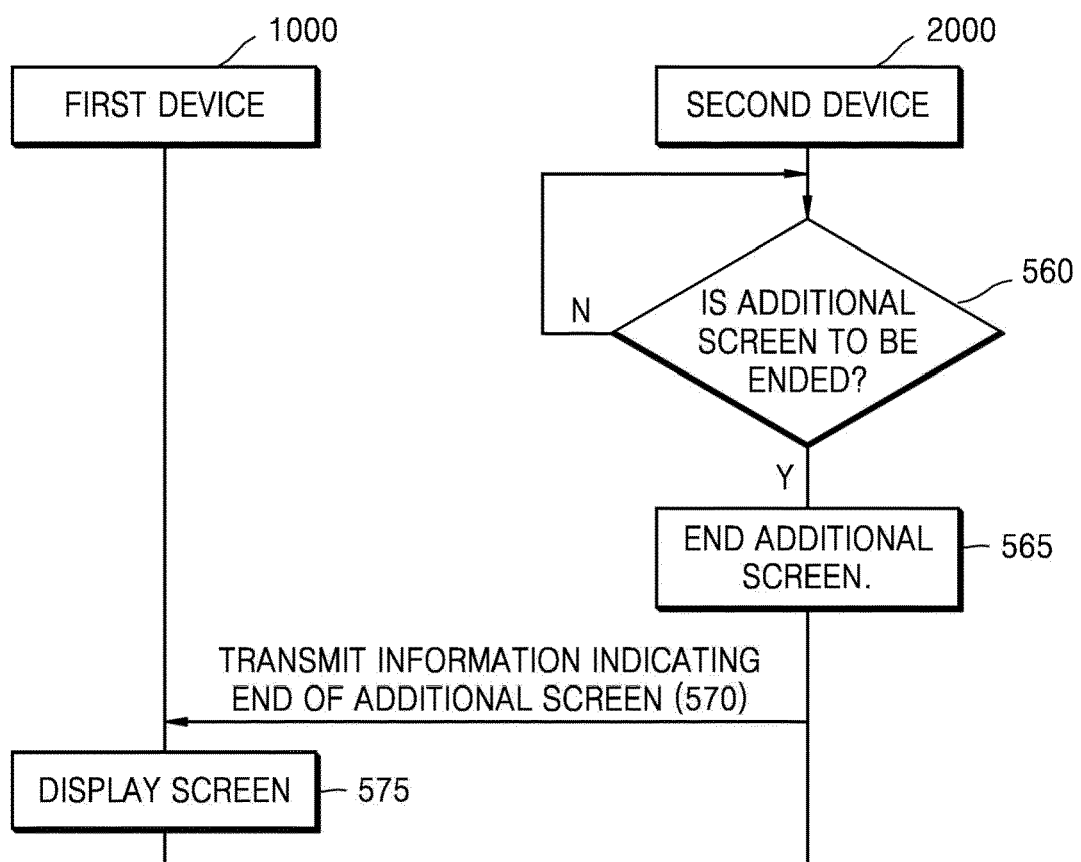 1000
2000
FIRST DEVICE
SECOND DEVICE
560
IS ADDITIONAL
SCREEN TO BE
ENDED?
N
Y
END ADDITIONAL
SCREEN.
565
TRANSMIT INFORMATION INDICATING
END OF ADDITIONAL SCREEN (570)
DISPLAY SCREEN
575